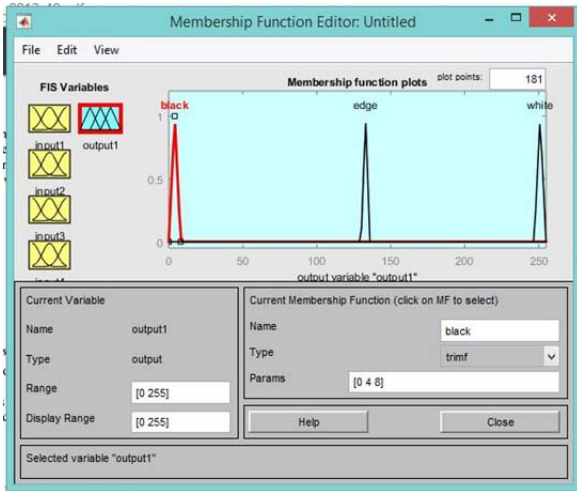 Membership Function Editor: Untitled
File Edit View
FIS Variables
input1
output1
input2
input3
Membership function plots
plot points:
181
black
edge
white
1
0.5
0
0 50 100 150 200 250
output variable "output1"
Current Variable
Name output1
Type output
Range [0 255]
Display Range [0 255]
Current Membership Function (click on MF to select)
Name black
Type trimf
Params [0 4 8]
Help
Close
Selected variable "output1"